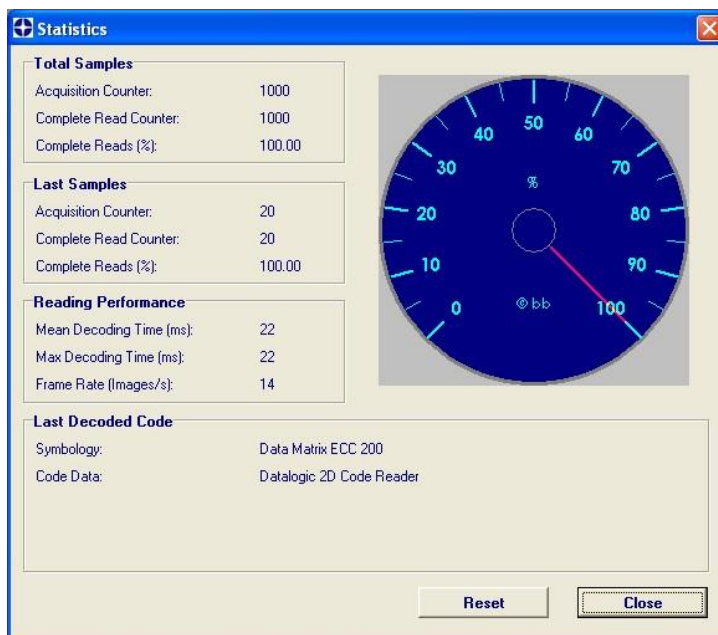 Statistics
Total Samples
Acquisition Counter: 1000
Complete Read Counter: 1000
Complete Reads (%): 100.00
Last Samples
Acquisition Counter: 20
Complete Read Counter: 20
Complete Reads (%): 100.00
Reading Performance
Mean Decoding Time (ms): 22
Max Decoding Time (ms): 22
Frame Rate (Images/s): 14
0
10
20
30
40
50
60
70
80
90
100
%
© bb
Last Decoded Code
Symbology: Data Matrix ECC 200
Code Data: Datalogic 2D Code Reader
Reset
Close